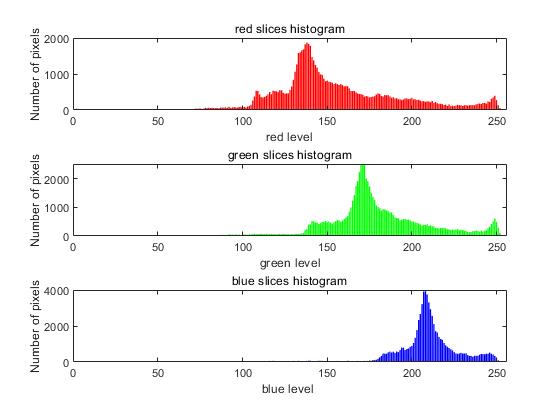 red slices histogram
Number of pixels
2000
1000
0
0 50 100 150 200 250
red level
green slices histogram
Number of pixels
2000
1000
0
0 50 100 150 200 250
green level
blue slices histogram
Number of pixels
4000
2000
0
0 50 100 150 200 250
blue level